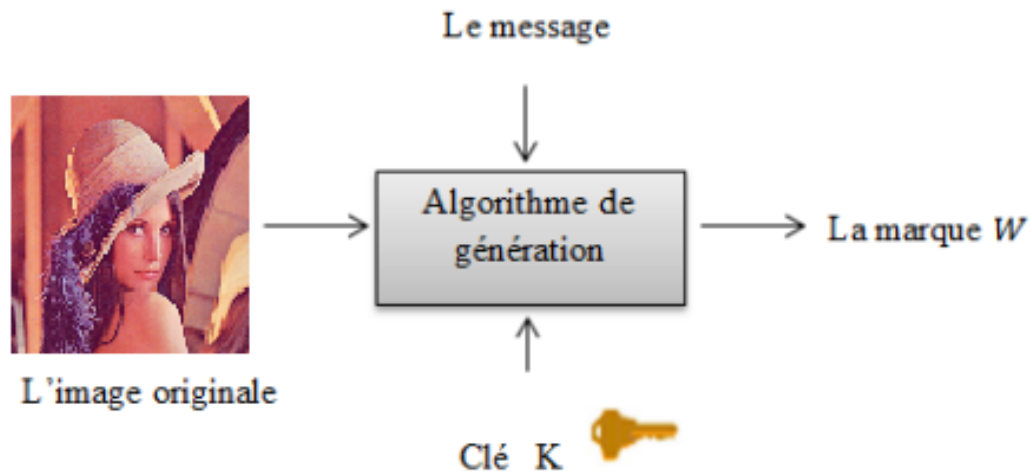 Le message
Algorithme de
génération
La marque W
L'image originale
Clé K